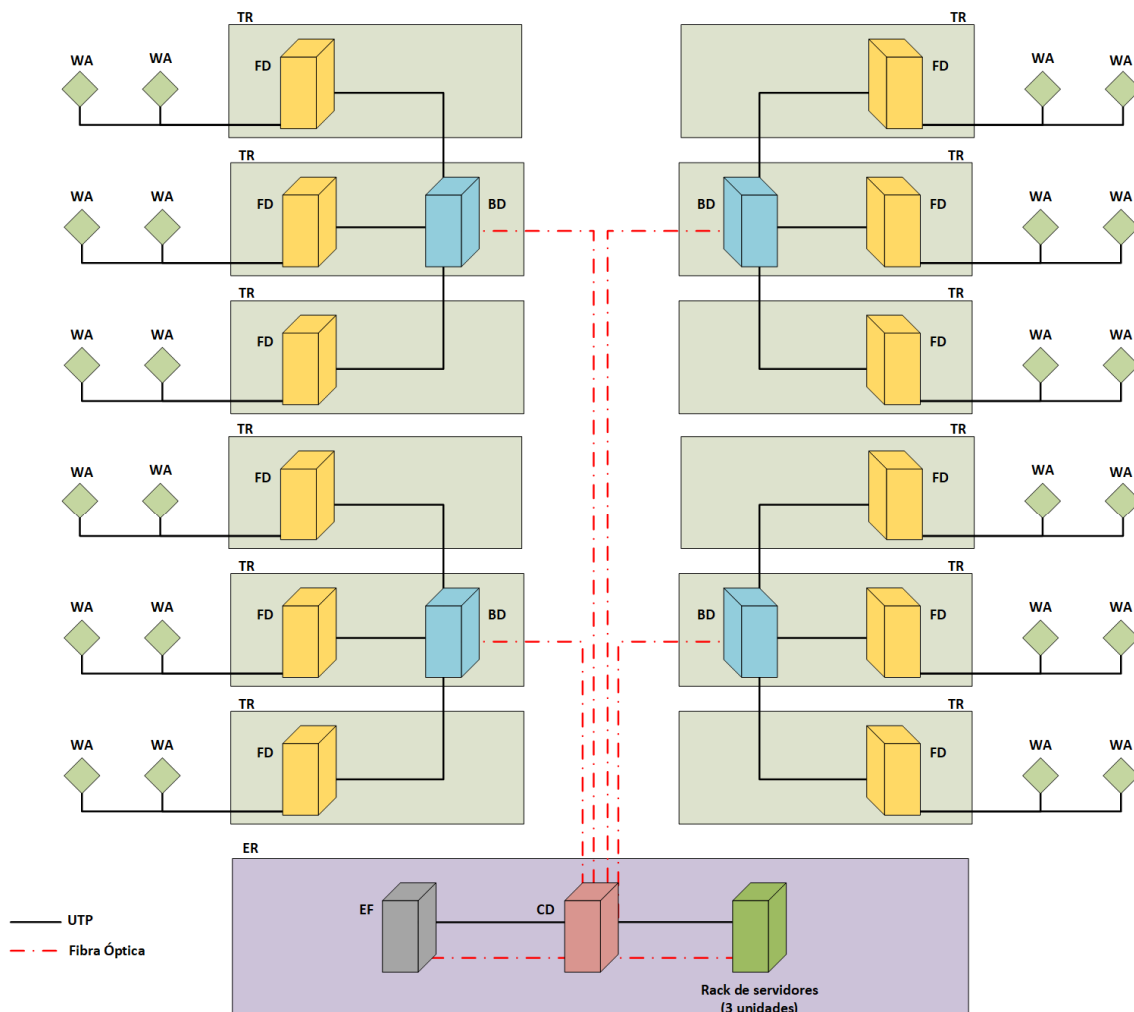 TR TR
WA WA FD FD WA WA
TR TR
WA WA FD BD BD FD WA WA
TR TR
WA WA FD FD WA WA
TR TR
WA WA FD FD WA WA
TR TR
WA WA FD BD BD FD WA WA
TR TR
WA WA FD FD WA WA
ER
EF CD
UTP
Fibra Óptica
Rack de servidores
(3 unidades)